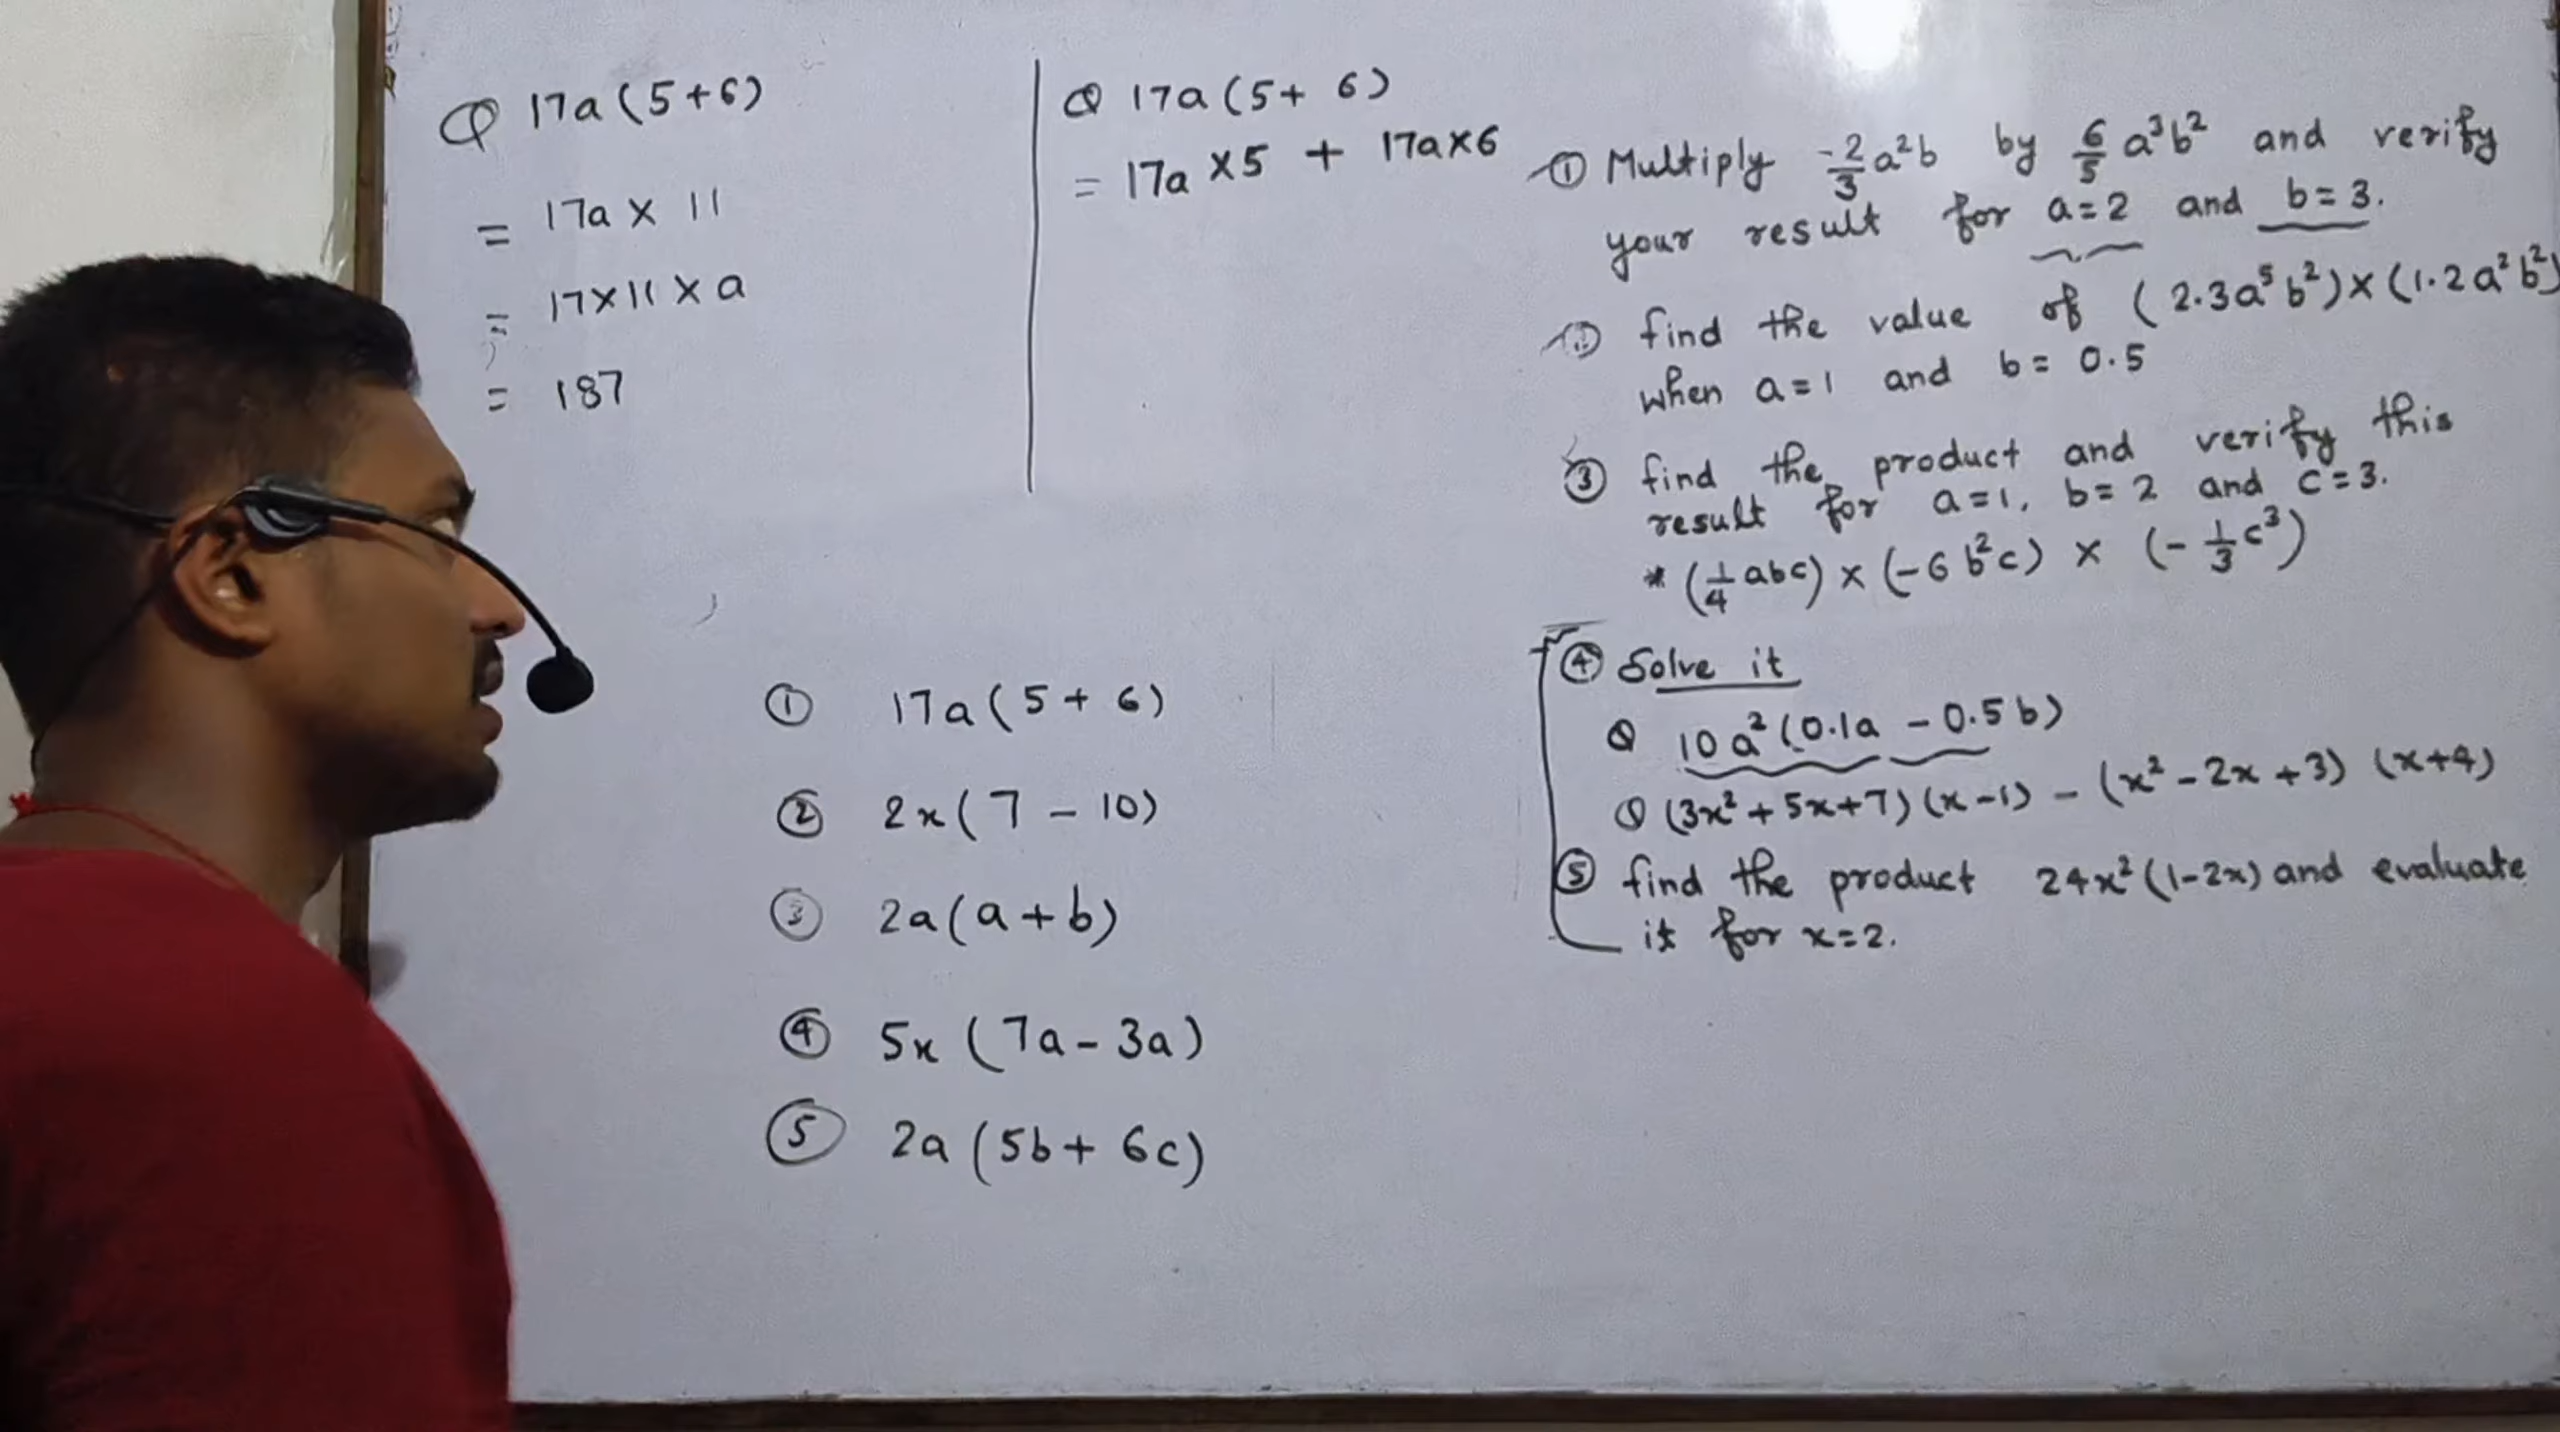 Q 17a (5+6)
= 17a × 11
= 17×11 × a
= 187
Q 17a (5+ 6)
= 17a ×5 + 17a×6
① 17a (5+ 6)
② 2x (7 - 10)
③ 2a (a+b)
④ 5x (7a - 3a)
⑤ 2a (5b + 6c)
① Multiply -2/3 a²b by 6/5 a³b² and verify
your result for a=2 and b=3.
② find the value of (2.3a⁵b²)×(1.2a²b²)
when a=1 and b= 0.5
③ find the product and verify this
result for a=1, b=2 and c=3.
* (1/4 abc) × (-6b²c) × (- 1/3 c³)
④ Solve it
Q 10a² (0.1a - 0.5b)
Q (3x² + 5x+7) (x-1) - (x² - 2x +3) (x+4)
⑤ find the product 24x² (1-2x) and evaluate
it for x=2.